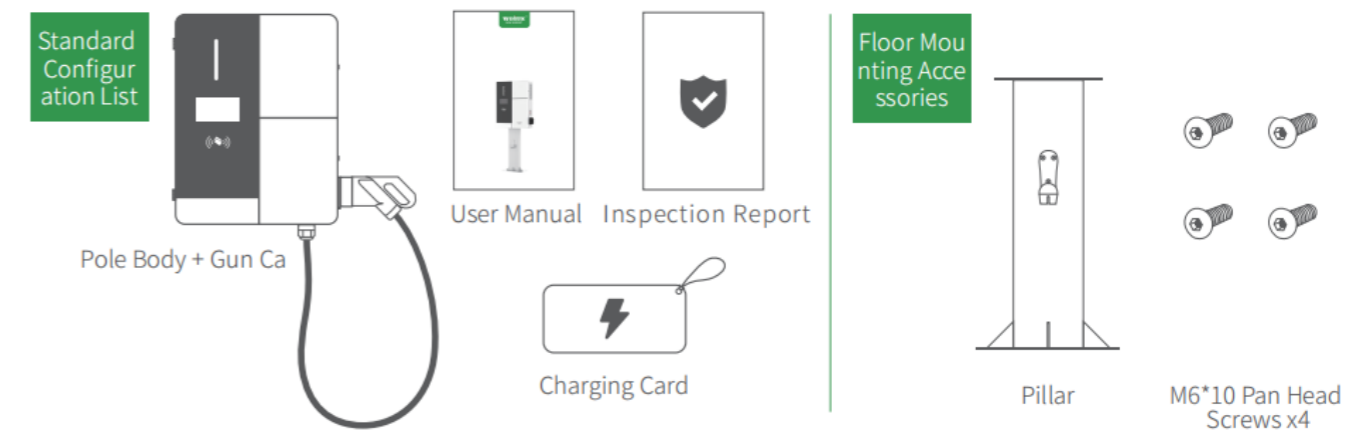 Standard
Configur
ation List
Pole Body + Gun Ca
User Manual
Inspection Report
Charging Card
Floor Mou
nting Acce
ssories
Pillar
M6*10 Pan Head
Screws x4